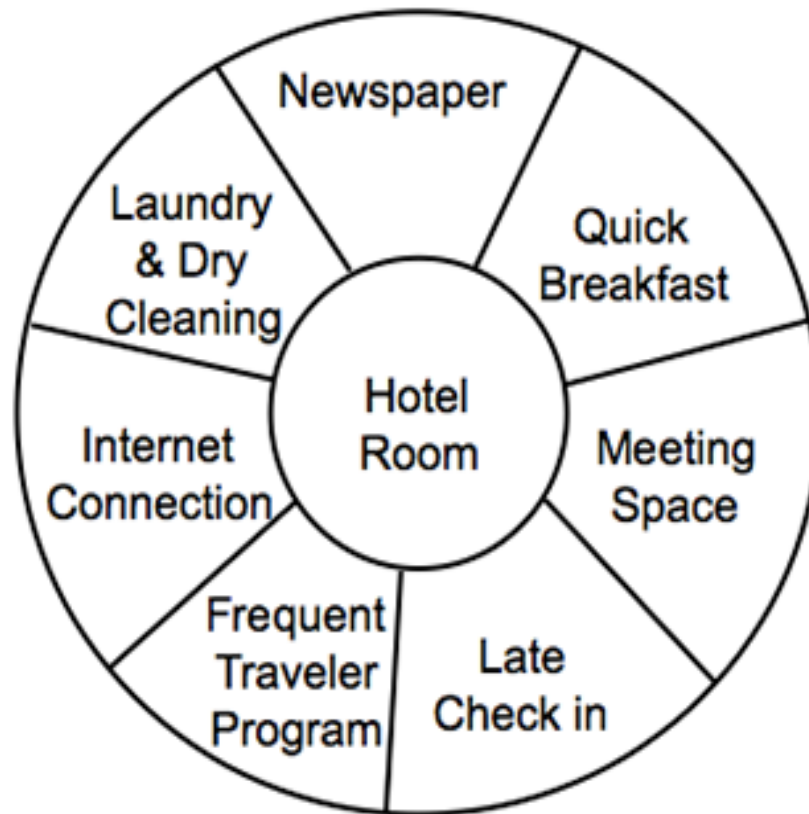 Newspaper
Quick
Breakfast
Meeting
Space
Late
Check in
Frequent
Traveler
Program
Internet
Connection
Laundry
& Dry
Cleaning
Hotel
Room